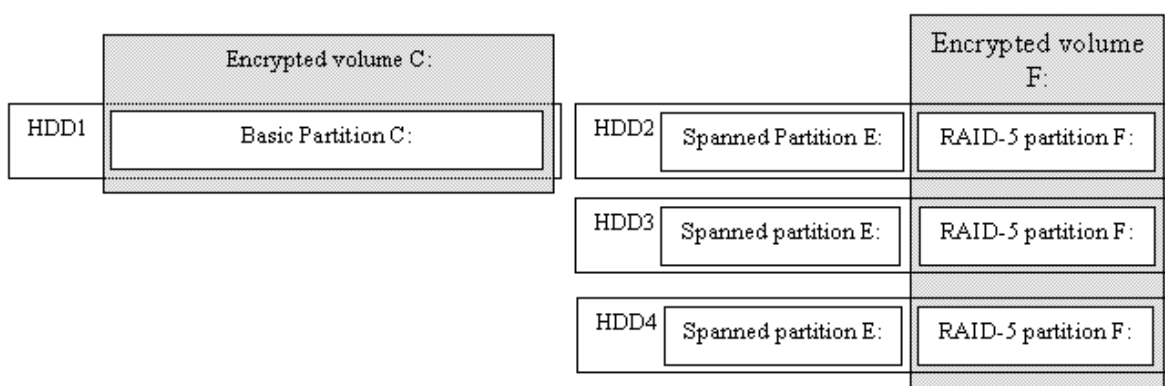 Encrypted volume C:
HDD1
Basic Partition C:
Encrypted volume
F:
HDD2
Spanned Partition E:
RAID-5 partition F:
HDD3
Spanned partition E:
RAID-5 partition F:
HDD4
Spanned partition E:
RAID-5 partition F: